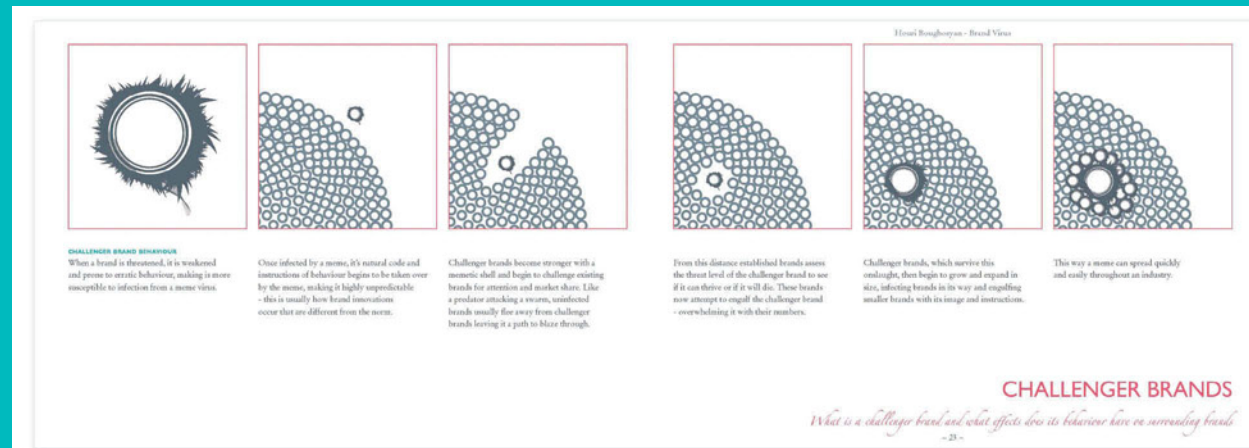 Henri Boughosyan - Brand Virus
CHALLENGER BRAND BEHAVIOUR
When a brand is threatened, it is weakened
and prone to erratic behaviour, making is more
susceptible to infection from a meme virus.
Once infected by a meme, it's natural code and
instructions of behaviour begins to be taken over
by the meme, making it highly unpredictable
- this is usually how brand innovations
occur that are different from the norm.
Challenger brands become stronger with a
memetic shell and begin to challenge existing
brands for attention and market share. Like
a predator attacking a swarm, uninfected
brands usually flee away from challenger
brands leaving it a path to blaze through.
From this distance established brands assess
the threat level of the challenger brand to see
if it can thrive or if it will die. These brands
now attempt to engulf the challenger brand
- overwhelming it with their numbers.
Challenger brands, which survive this
onslaught, then begin to grow and expand in
size, infecting brands in its way and engulfing
smaller brands with its image and instructions.
This way a meme can spread quickly
and easily throughout an industry.
CHALLENGER BRANDS
What is a challenger brand and what effects does its behaviour have on surrounding brands
~ 23 ~